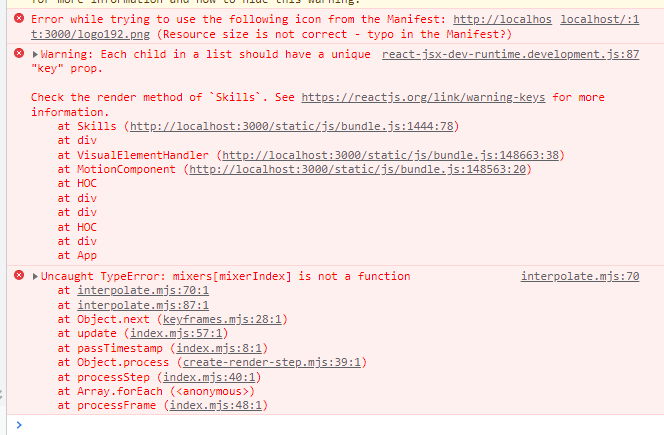 for more information and how to hide this warning.
Error while trying to use the following icon from the Manifest: http://localhos localhost/:1
t:3000/logo192.png (Resource size is not correct - typo in the Manifest?)
Warning: Each child in a list should have a unique react-jsx-dev-runtime.development.js:87
"key" prop.
Check the render method of `Skills`. See https://reactjs.org/link/warning-keys for more
information.
at Skills (http://localhost:3000/static/js/bundle.js:1444:78)
at div
at VisualElementHandler (http://localhost:3000/static/js/bundle.js:148663:38)
at MotionComponent (http://localhost:3000/static/js/bundle.js:148563:20)
at HOC
at div
at div
at HOC
at div
at App
Uncaught TypeError: mixers[mixerIndex] is not a function interpolate.mjs:70
at interpolate.mjs:70:1
at interpolate.mjs:87:1
at Object.next (keyframes.mjs:28:1)
at update (index.mjs:57:1)
at passTimestamp (index.mjs:8:1)
at Object.process (create-render-step.mjs:39:1)
at processStep (index.mjs:40:1)
at Array.forEach (<anonymous>)
at processFrame (index.mjs:48:1)